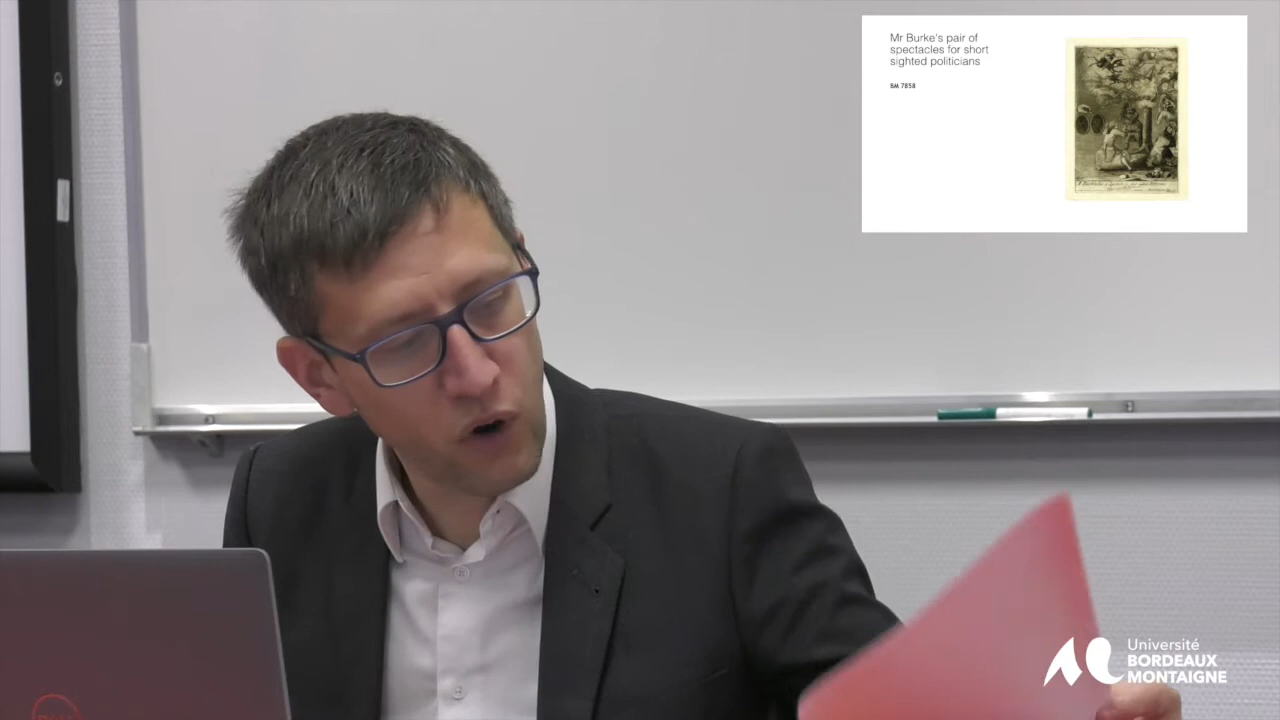 Mr Burke's pair of
spectacles for short
sighted politicians
BM 7858
Université
BORDEAUX
MONTAIGNE